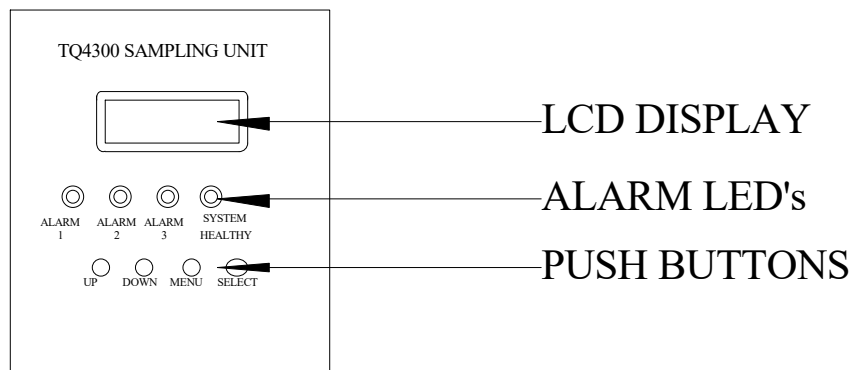 TQ4300 SAMPLING UNIT
LCD DISPLAY
ALARM LED's
ALARM 1
ALARM 2
ALARM 3
SYSTEM HEALTHY
PUSH BUTTONS
UP DOWN MENU SELECT